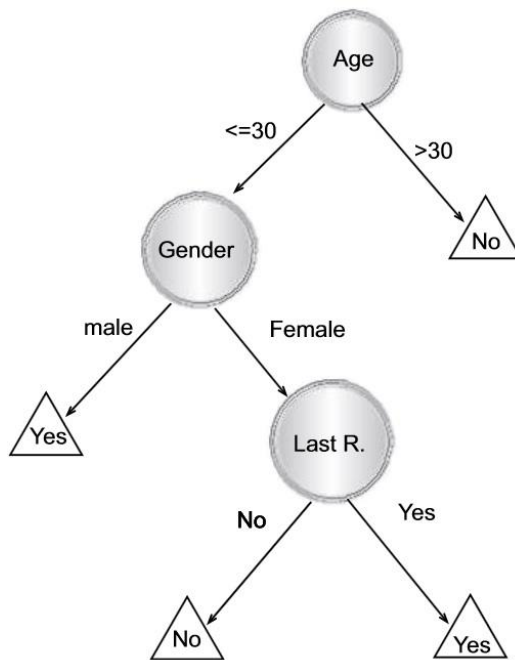 Age
<=30
>30
Gender
No
male
Female
Yes
Last R.
No
Yes
No
Yes